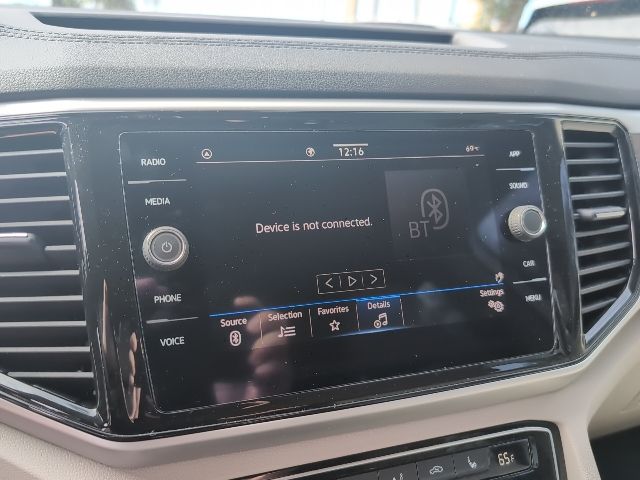 RADIO
12:16
69°F
APP
MEDIA
SOUND
Device is not connected.
BT
PHONE
CAR
VOICE
MENU
Source
Selection
Favorites
Details
Settings
65F